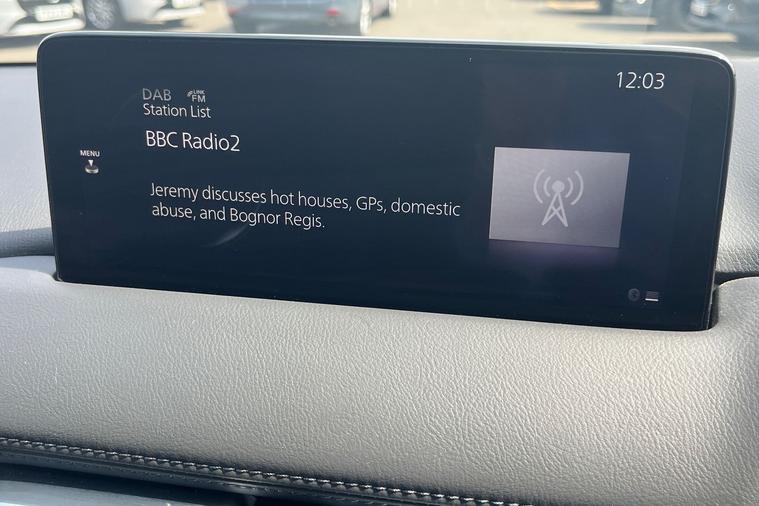 12:03
DAB LINK FM
Station List
BBC Radio2
MENU
Jeremy discusses hot houses, GPs, domestic
abuse, and Bognor Regis.